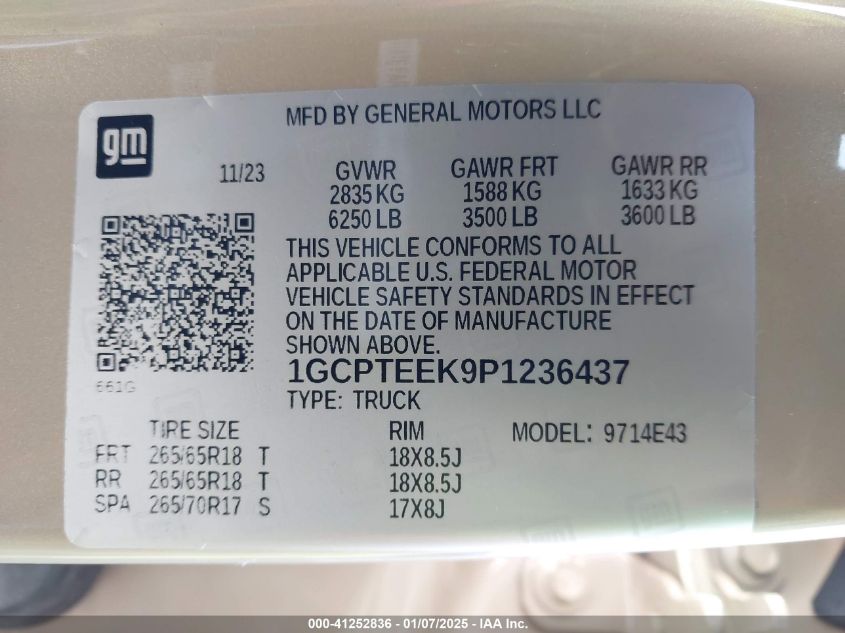 gm
MFD BY GENERAL MOTORS LLC
11/23
GVWR GAWR FRT GAWR RR
2835 KG 1588 KG 1633 KG
6250 LB 3500 LB 3600 LB
THIS VEHICLE CONFORMS TO ALL
APPLICABLE U.S. FEDERAL MOTOR
VEHICLE SAFETY STANDARDS IN EFFECT
ON THE DATE OF MANUFACTURE
SHOWN ABOVE.
661G
1GCPTEEK9P1236437
TYPE: TRUCK
TIRE SIZE RIM MODEL: 9714E43
FRT 265/65R18 T 18X8.5J
RR 265/65R18 T 18X8.5J
SPA 265/70R17 S 17X8J
000-41252836 - 01/07/2025 - IAA Inc.